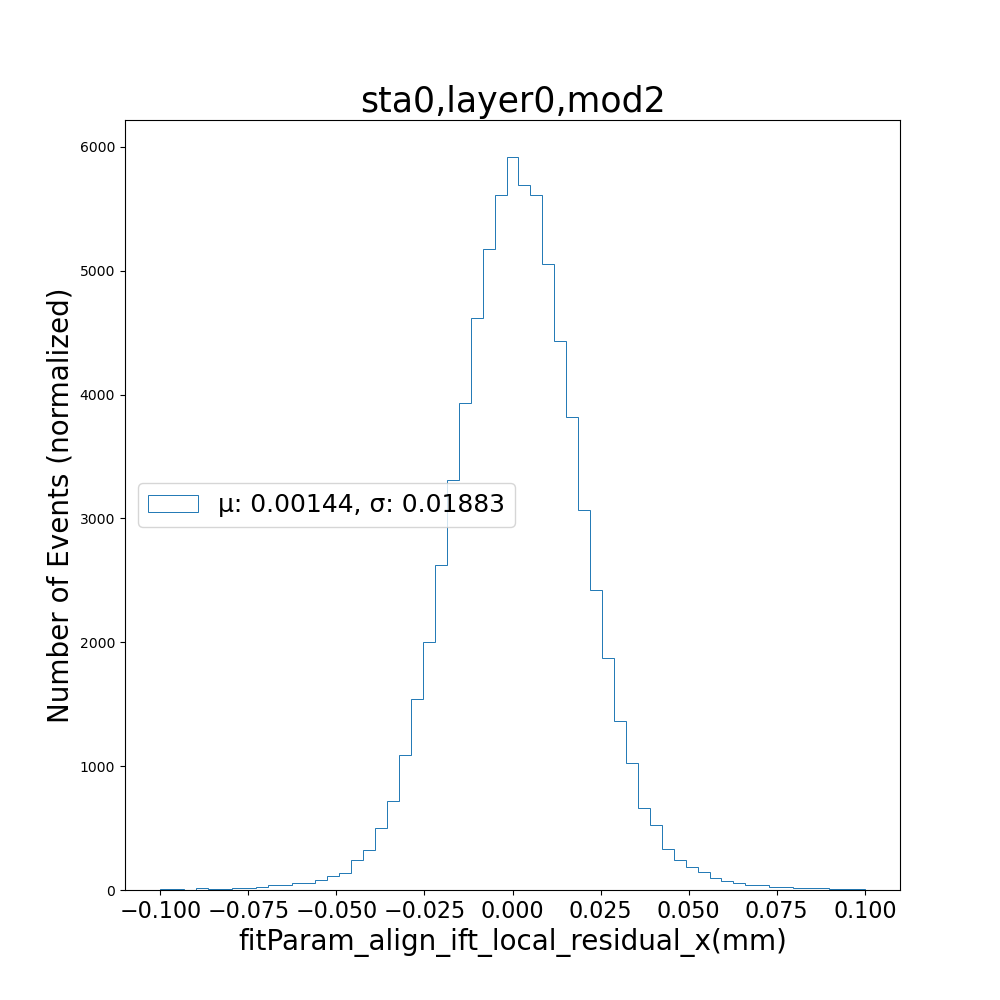 sta0,layer0,mod2
Number of Events (normalized)
6000
5000
4000
3000
2000
1000
0
μ: 0.00144, σ: 0.01883
−0.100 −0.075 −0.050 −0.025 0.000 0.025 0.050 0.075 0.100
fitParam_align_ift_local_residual_x(mm)